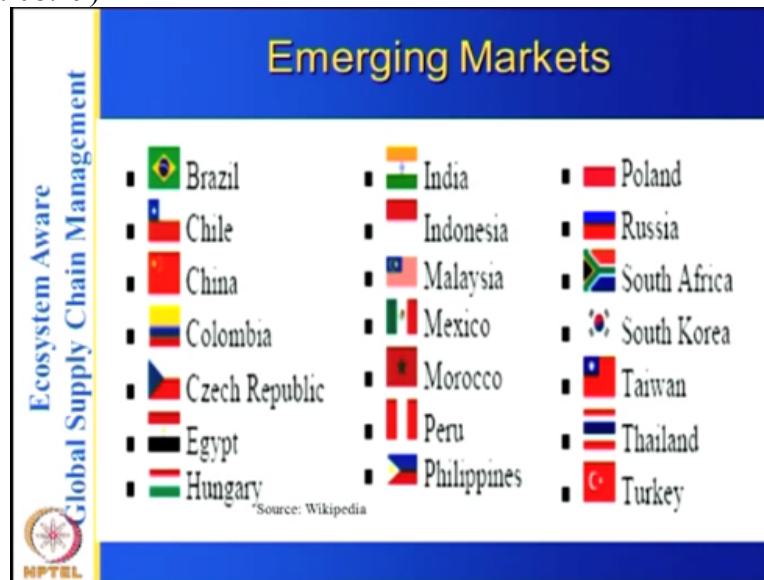 Emerging Markets
Ecosystem Aware
Global Supply Chain Management
Brazil
Chile
China
Colombia
Czech Republic
Egypt
Hungary
India
Indonesia
Malaysia
Mexico
Morocco
Peru
Philippines
Poland
Russia
South Africa
South Korea
Taiwan
Thailand
Turkey
*Source: Wikipedia
NPTEL